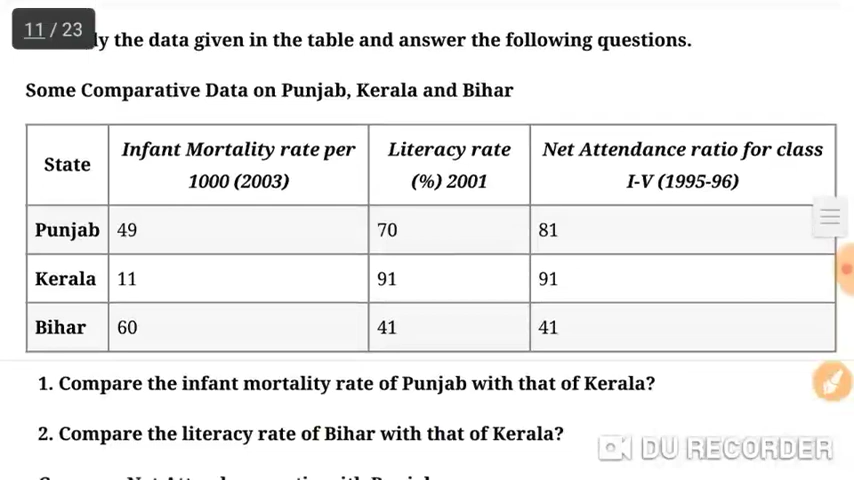 11 / 23
ly the data given in the table and answer the following questions.
Some Comparative Data on Punjab, Kerala and Bihar
State Infant Mortality rate per 1000 (2003) Literacy rate (%) 2001 Net Attendance ratio for class I-V (1995-96)
Punjab 49 70 81
Kerala 11 91 91
Bihar 60 41 41
1. Compare the infant mortality rate of Punjab with that of Kerala?
2. Compare the literacy rate of Bihar with that of Kerala?
DU RECORDER